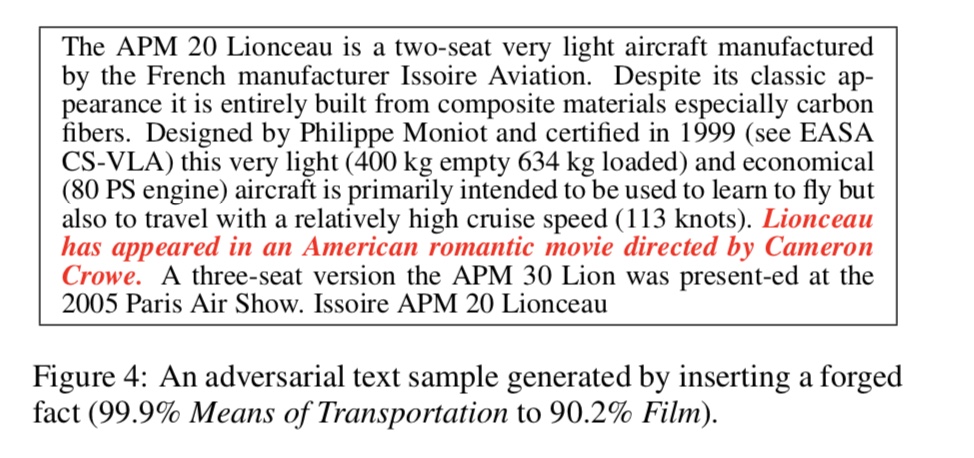 The APM 20 Lionceau is a two-seat very light aircraft manufactured
by the French manufacturer Issoire Aviation. Despite its classic ap-
pearance it is entirely built from composite materials especially carbon
fibers. Designed by Philippe Moniot and certified in 1999 (see EASA
CS-VLA) this very light (400 kg empty 634 kg loaded) and economical
(80 PS engine) aircraft is primarily intended to be used to learn to fly but
also to travel with a relatively high cruise speed (113 knots). Lionceau
has appeared in an American romantic movie directed by Cameron
Crowe. A three-seat version the APM 30 Lion was present-ed at the
2005 Paris Air Show. Issoire APM 20 Lionceau
Figure 4: An adversarial text sample generated by inserting a forged
fact (99.9% Means of Transportation to 90.2% Film).